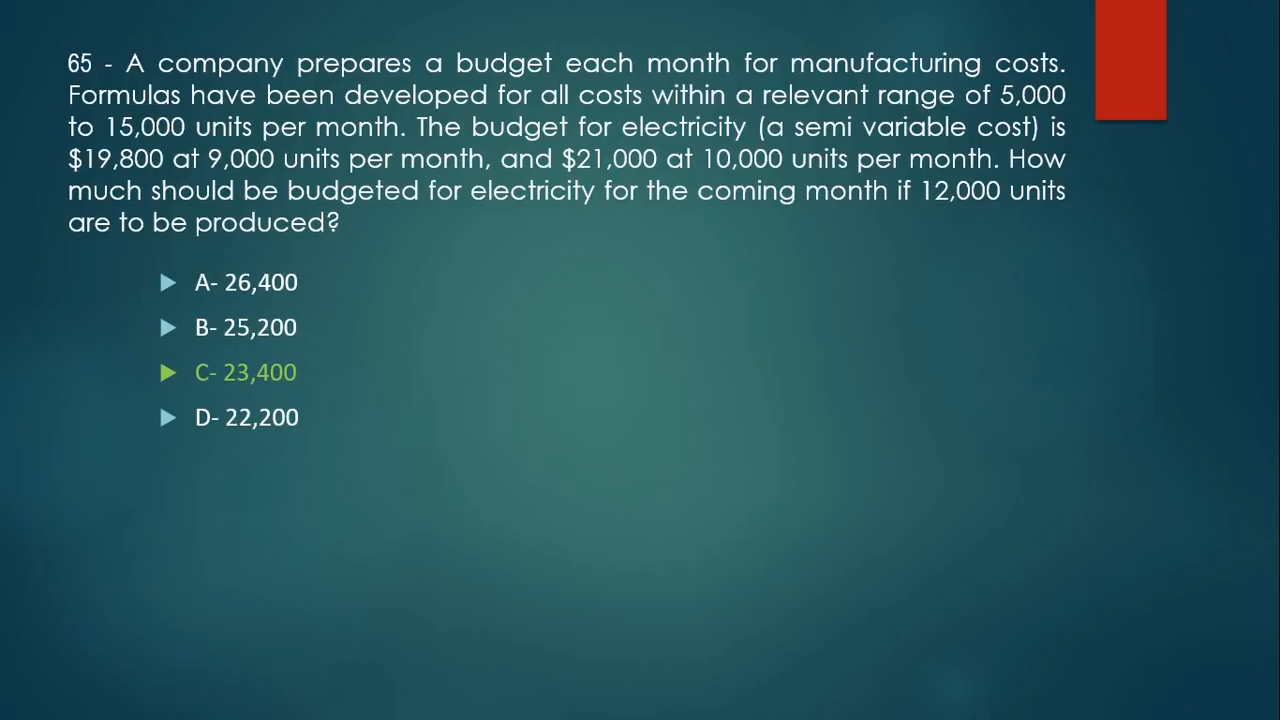 65 - A company prepares a budget each month for manufacturing costs.
Formulas have been developed for all costs within a relevant range of 5,000
to 15,000 units per month. The budget for electricity (a semi variable cost) is
$19,800 at 9,000 units per month, and $21,000 at 10,000 units per month. How
much should be budgeted for electricity for the coming month if 12,000 units
are to be produced?
A- 26,400
B- 25,200
C- 23,400
D- 22,200